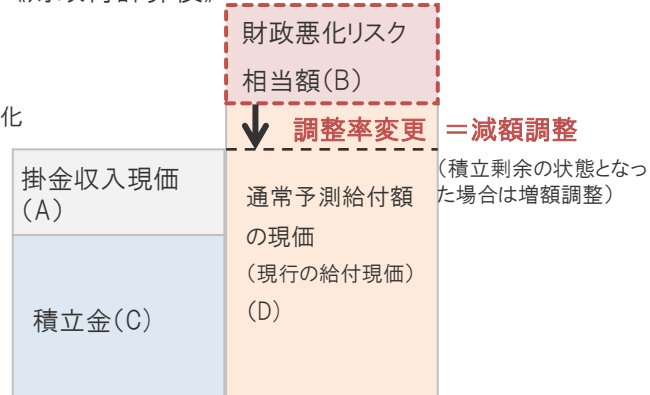 財政悪化リスク
相当額(B)
化
調整率変更 ＝減額調整
(積立剰余の状態となっ
た場合は増額調整)
掛金収入現価
(A)
通常予測給付額
の現価
(現行の給付現価)
(D)
積立金(C)